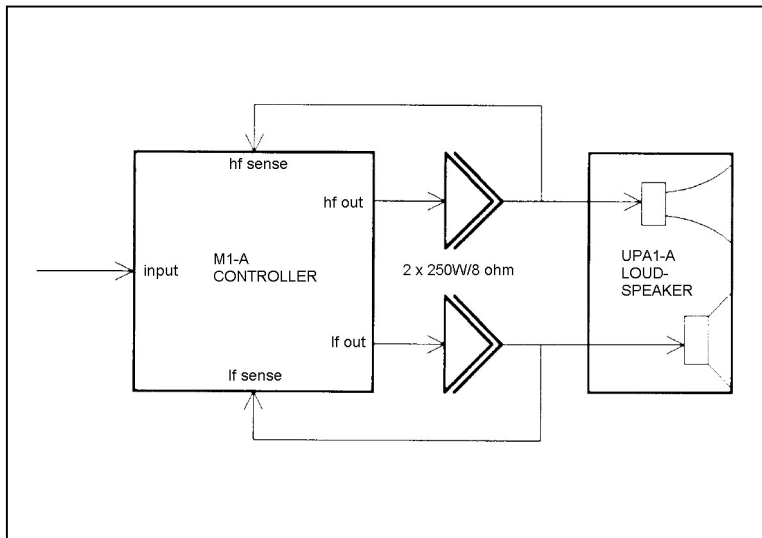 hf sense
hf out
input
M1-A
CONTROLLER
2 x 250W/8 ohm
UPA1-A
LOUD-
SPEAKER
lf out
lf sense